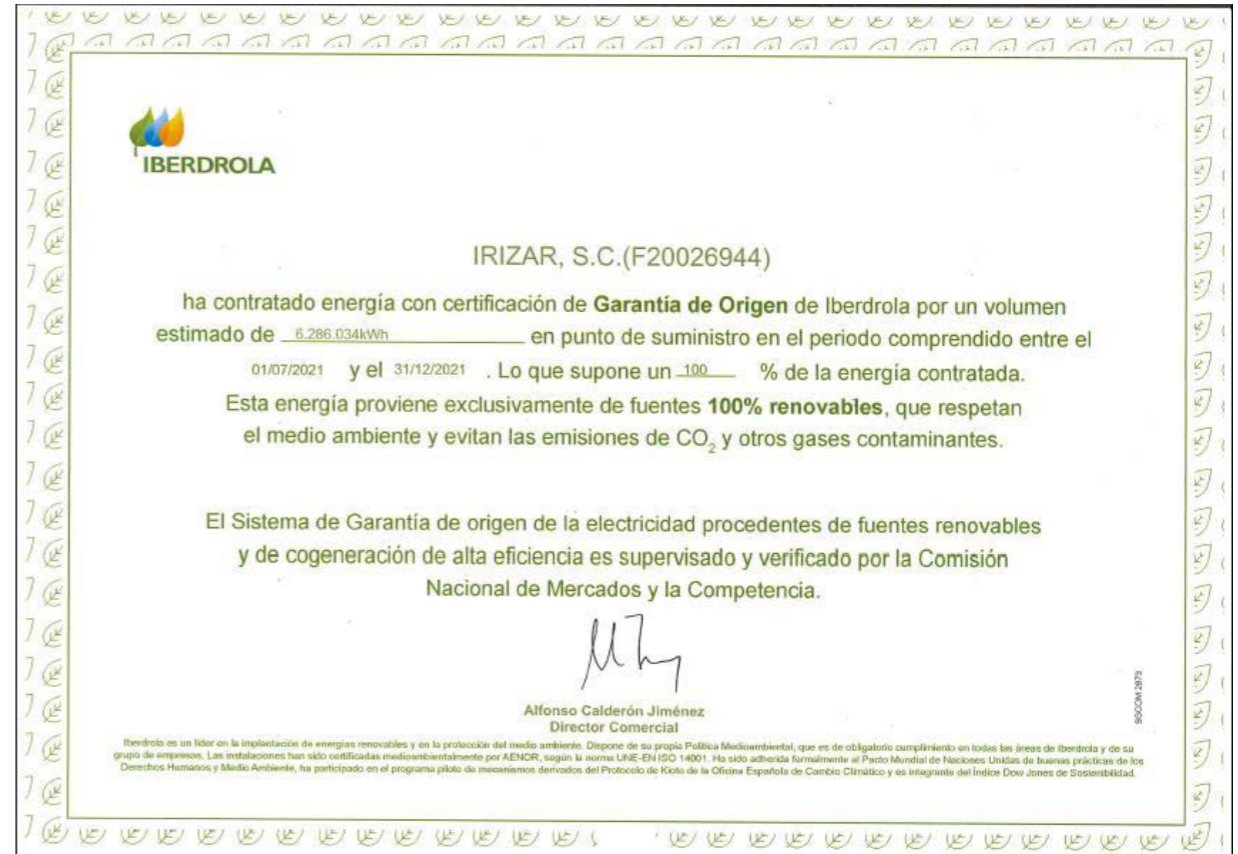 IBERDROLA
IRIZAR, S.C.(F20026944)
ha contratado energía con certificación de Garantía de Origen de Iberdrola por un volumen
estimado de 6.286.034kWh en punto de suministro en el periodo comprendido entre el
01/07/2021 y el 31/12/2021 . Lo que supone un 100 % de la energía contratada.
Esta energía proviene exclusivamente de fuentes 100% renovables, que respetan
el medio ambiente y evitan las emisiones de CO₂ y otros gases contaminantes.
El Sistema de Garantía de origen de la electricidad procedentes de fuentes renovables
y de cogeneración de alta eficiencia es supervisado y verificado por la Comisión
Nacional de Mercados y la Competencia.
Alfonso Calderón Jiménez
Director Comercial
SGCOM 2873
Iberdrola es un líder en la implantación de energías renovables y en la protección del medio ambiente. Dispone de su propia Política Medioambiental, que es de obligatorio cumplimiento en todas las áreas de Iberdrola y de su
grupo de empresas. Las instalaciones han sido certificadas medioambientalmente por AENOR, según la norma UNE-EN ISO 14001. Ha sido adherida formalmente al Pacto Mundial de Naciones Unidas de buenas prácticas de los
Derechos Humanos y Medio Ambiente, ha participado en el programa piloto de mecanismos derivados del Protocolo de Kioto de la Oficina Española de Cambio Climático y es integrante del Índice Dow Jones de Sostenibilidad.